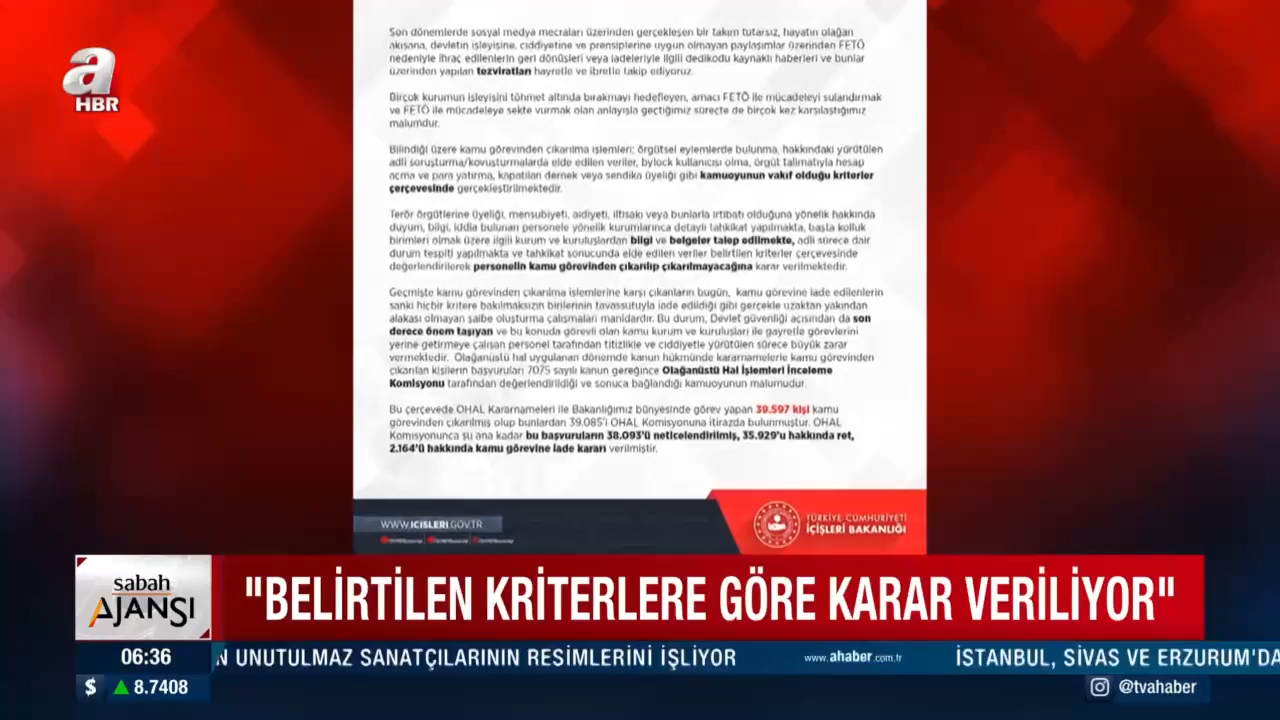 Son dönemlerde sosyal medya mecraları üzerinden gerçekleşen bir takım tutarsız, hayatın olağan
akışına, devletin işleyişine, ciddiyetine ve prensiplerine uygun olmayan paylaşımlar üzerinden FETÖ
nedeniyle ihraç edilenlerin geri dönüşleri veya iadeleriyle ilgili dedikodu kaynaklı haberleri ve bunlar
üzerinden yapılan tezviratları hayretle ve ibretle takip ediyoruz.
Birçok kurumun işleyişini töhmet altında bırakmayı hedefleyen, amacı FETÖ ile mücadeleyi sulandırmak
ve FETÖ ile mücadeleye sekte vurmak olan anlayışla geçtiğimiz süreçte de birçok kez karşılaştığımız
malumdur.
Bilindiği üzere kamu görevinden çıkarılma işlemleri; örgütsel eylemlerde bulunma, hakkındaki yürütülen
adli soruşturma/kovuşturmalarda elde edilen veriler, bylock kullanıcısı olma, örgüt talimatıyla hesap
açma ve para yatırma, kapatılan dernek veya sendika üyeliği gibi kamuoyunun vakıf olduğu kriterler
çerçevesinde gerçekleştirilmektedir.
Terör örgütlerine üyeliği, mensubiyeti, aidiyeti, iltisakı veya bunlarla irtibatı olduğuna yönelik hakkında
duyum, bilgi, iddia bulunan personele yönelik kurumlarınca detaylı tahkikat yapılmakta, başta kolluk
birimleri olmak üzere ilgili kurum ve kuruluşlardan bilgi ve belgeler talep edilmekte, adli sürece dair
durum tespiti yapılmakta ve tahkikat sonucunda elde edilen veriler belirtilen kriterler çerçevesinde
değerlendirilerek personelin kamu görevinden çıkarılıp çıkarılmayacağına karar verilmektedir.
Geçmişte kamu görevinden çıkarılma işlemlerine karşı çıkanların bugün, kamu görevine iade edilenlerin
sanki hiçbir kritere bakılmaksızın birilerinin tavassutuyla iade edildiği gibi gerçekle uzaktan yakından
alakası olmayan şaibe oluşturma çalışmaları manidardır. Bu durum, Devlet güvenliği açısından da son
derece önem taşıyan ve bu konuda görevli olan kamu kurum ve kuruluşları ile gayretle görevlerini
yerine getirmeye çalışan personel tarafından titizlikle ve ciddiyetle yürütülen sürece büyük zarar
vermektedir. Olağanüstü hal uygulanan dönemde kanun hükmünde kararnamelerle kamu görevinden
çıkarılan kişilerin başvuruları 7075 sayılı kanun gereğince Olağanüstü Hal İşlemleri İnceleme
Komisyonu tarafından değerlendirildiği ve sonuca bağlandığı kamuoyunun malumudur.
Bu çerçevede OHAL Kararnameleri ile Bakanlığımız bünyesinde görev yapan 39.597 kişi kamu
görevinden çıkarılmış olup bunlardan 39.085'i OHAL Komisyonuna itirazda bulunmuştur. OHAL
Komisyonunca şu ana kadar bu başvuruların 38.093'ü neticelendirilmiş, 35.929'u hakkında ret,
2.164'ü hakkında kamu görevine iade kararı verilmiştir.
WWW.ICISLERI.GOV.TR
TÜRKİYE CUMHURİYETİ
İÇİŞLERİ BAKANLIĞI
a
HBR
sabah
AJANSI
"BELİRTİLEN KRİTERLERE GÖRE KARAR VERİLİYOR"
06:36
N UNUTULMAZ SANATÇILARININ RESİMLERİNİ İŞLİYOR www.ahaber.com.tr İSTANBUL, SİVAS VE ERZURUM'DA
$ 8.7408
@tvahaber